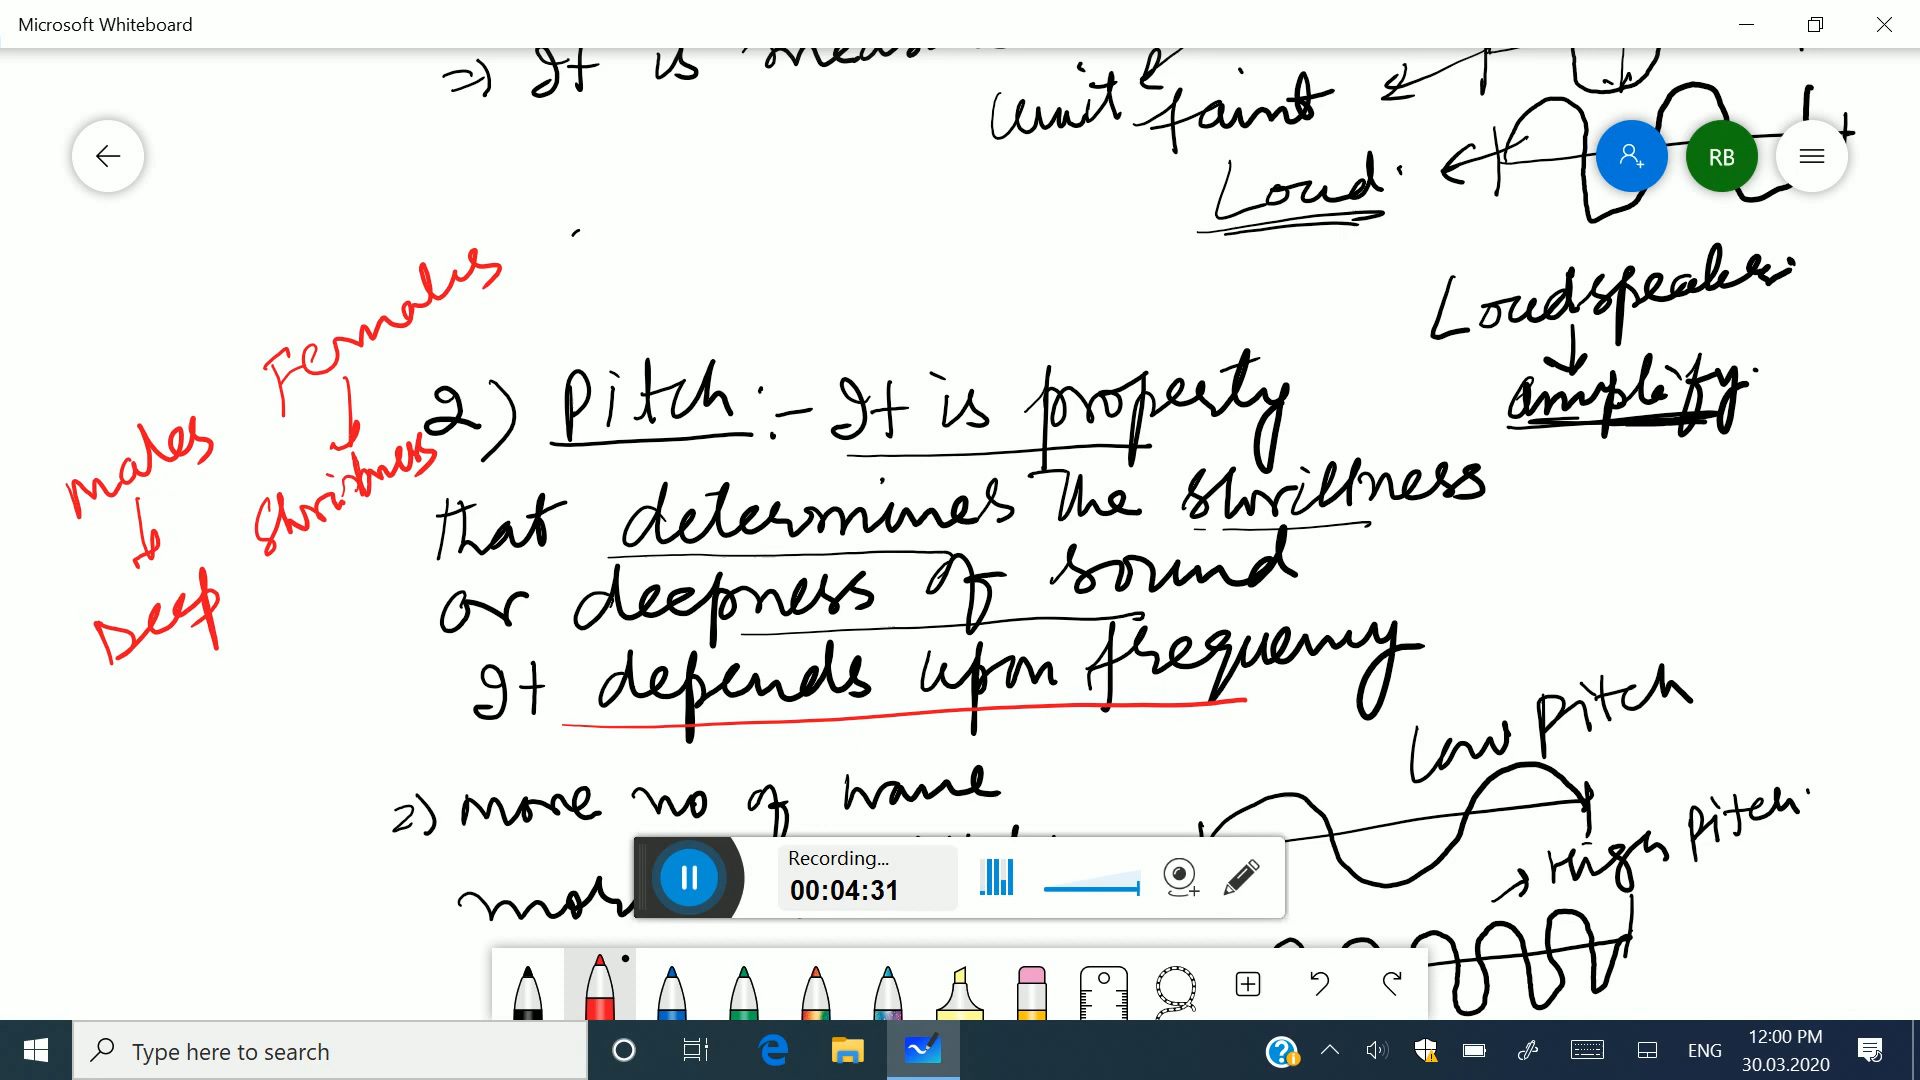 Microsoft Whiteboard
=) It is
unit faint
Loud.
RB
Loudspeaker
amplify.
Females
Males
Deep
2) Pitch :- It is property
that determines the shrillness
or deepness of sound
It depends upon frequency
Low Pitch
High Pitch.
2) more no of wave
Recording...
00:04:31
Type here to search
ENG
12:00 PM
30.03.2020